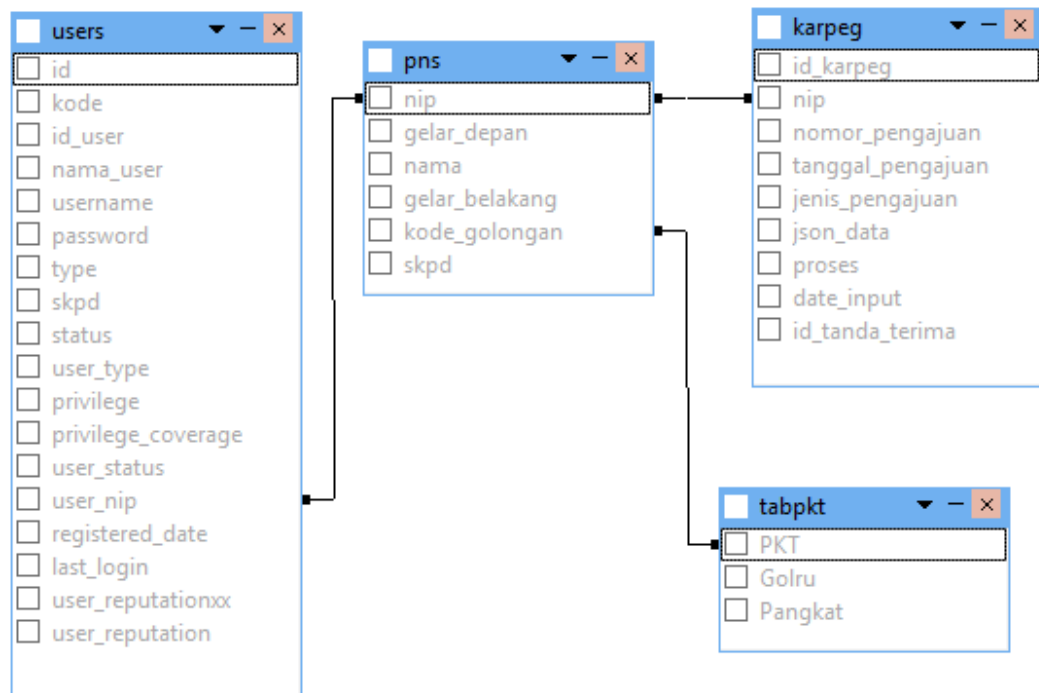 users
id
kode
id_user
nama_user
username
password
type
skpd
status
user_type
privilege
privilege_coverage
user_status
user_nip
registered_date
last_login
user_reputationxx
user_reputation
pns
nip
gelar_depan
nama
gelar_belakang
kode_golongan
skpd
karpeg
id_karpeg
nip
nomor_pengajuan
tanggal_pengajuan
jenis_pengajuan
json_data
proses
date_input
id_tanda_terima
tabpkt
PKT
Golru
Pangkat